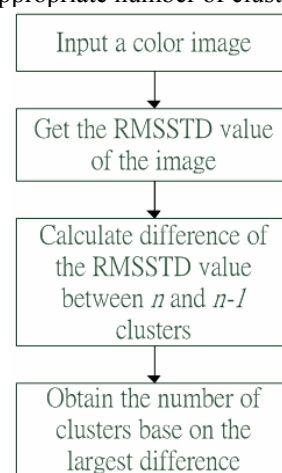 ppropriate number of clust
Input a color image
Get the RMSSTD value
of the image
Calculate difference of
the RMSSTD value
between n and n-1
clusters
Obtain the number of
clusters base on the
largest difference